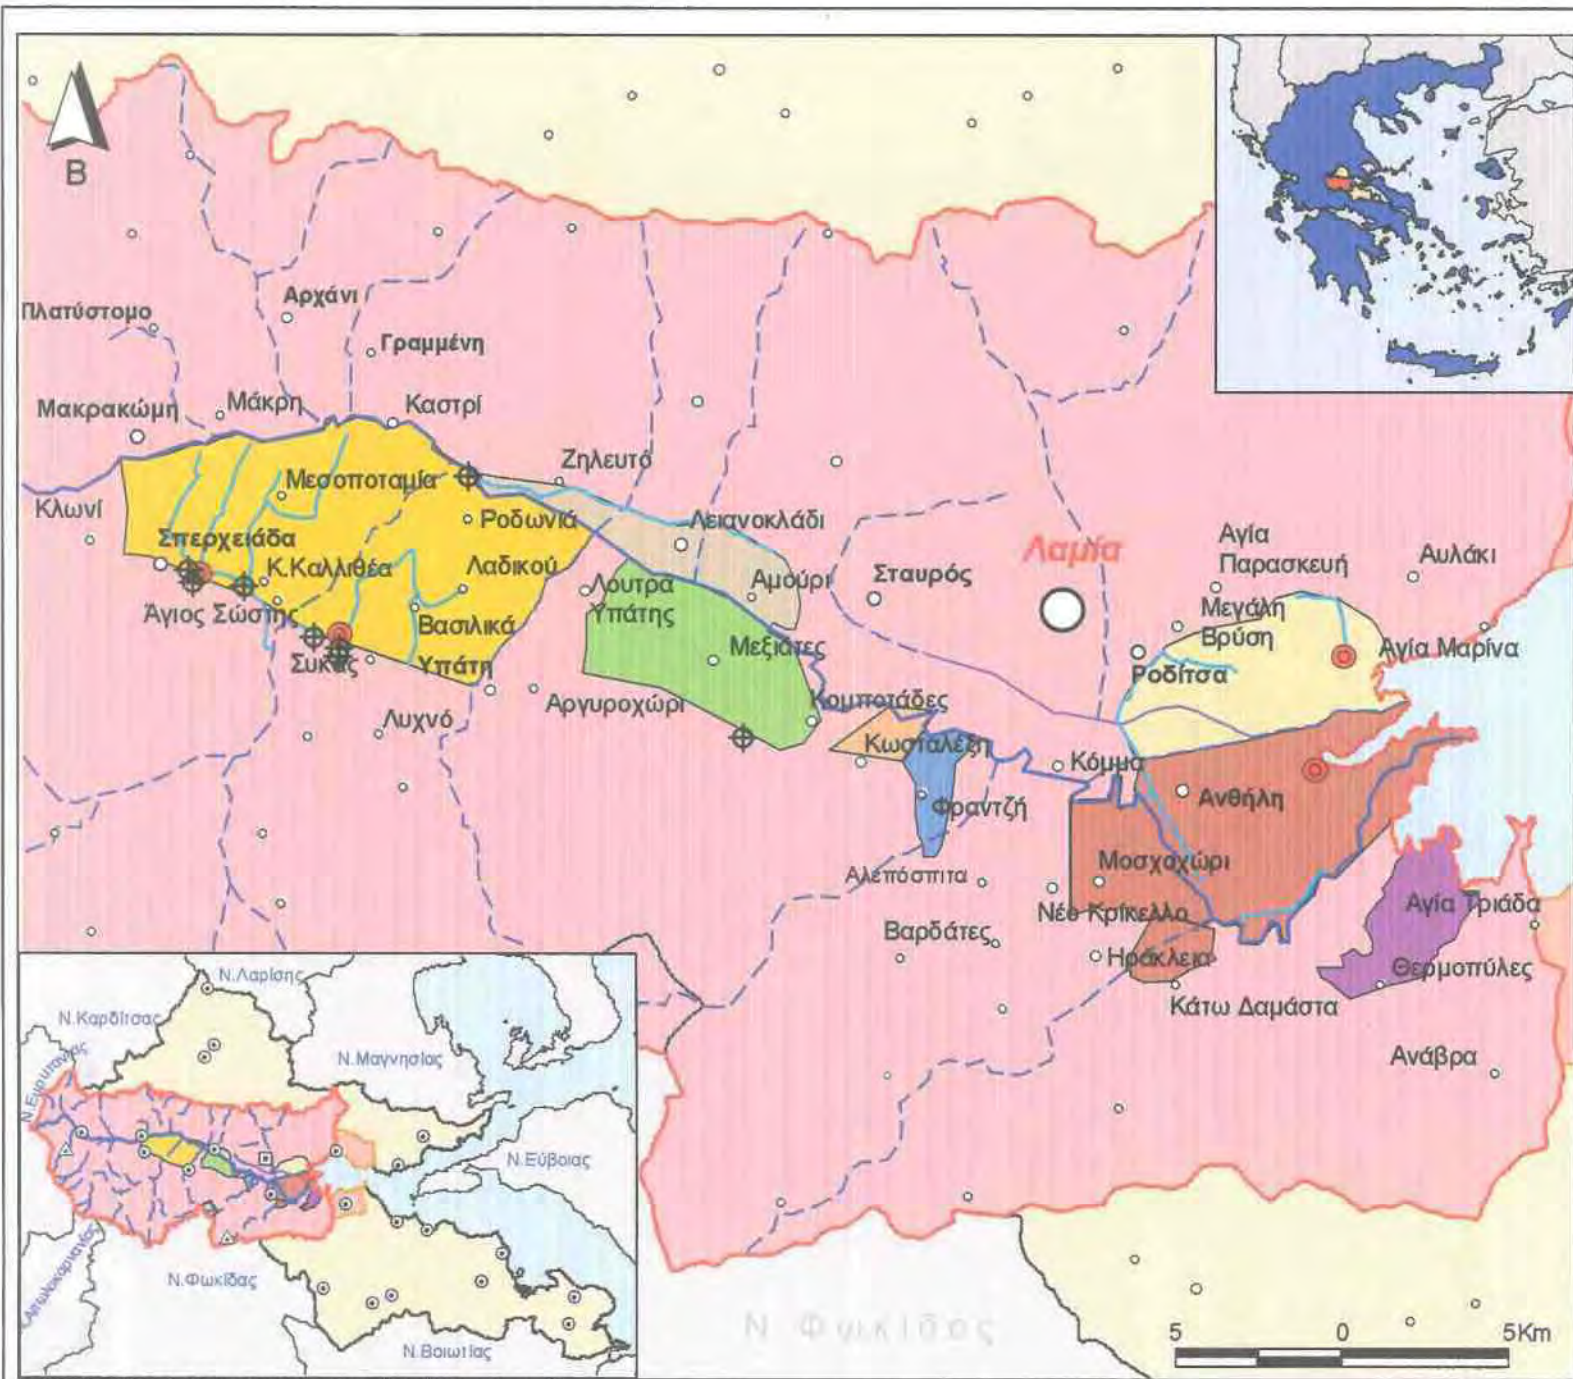 Β
Πλατύστομο
Αρχάνι
Γραμμένη
Μακρακώμη
Μάκρη
Καστρί
Κλωνί
Μεσοποταμία
Ζηλευτό
Σπερχειάδα
Ροδωνιά
Λειανοκλάδι
Κ.Καλλιθέα
Λαδικού
Λουτρα
Υπάτης
Αμούρι
Σταυρός
Λαμία
Αγία
Παρασκευή
Αυλάκι
Άγιος Σώστης
Βασιλικά
Μεγάλη
Βρύση
Συκάς
Υπάτη
Μεξιάτες
Ροδίτσα
Αγία Μαρίνα
Λυχνό
Αργυροχώρι
Κομποτάδες
Κωσταλέξη
Κόμμα
Ανθήλη
Φραντζή
Μοσχοχώρι
Αλεπόσπιτα
Νέο Κρίκελλο
Αγία Τριάδα
Βαρδάτες
Ηράκλεια
Θερμοπύλες
Κάτω Δαμάστα
Ανάβρα
Ν.Λαρίσης
Ν.Καρδίτσας
Ν.Μαγνησίας
Ν.Ευρυτανίας
Ν.Εύβοιας
Ν.Φωκίδας
Ν.Βοιωτίας
Ν Φωκίδος
5 0 5Km